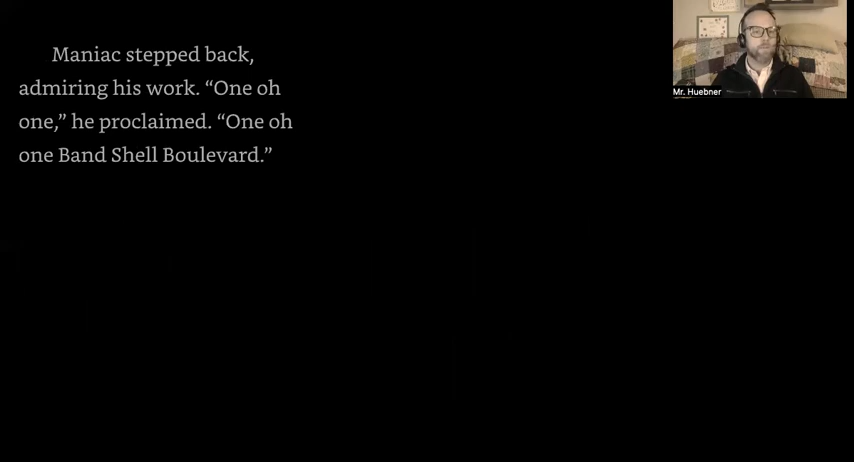 Maniac stepped back,
admiring his work. “One oh
one,” he proclaimed. “One oh
one Band Shell Boulevard.”
Mr. Huebner